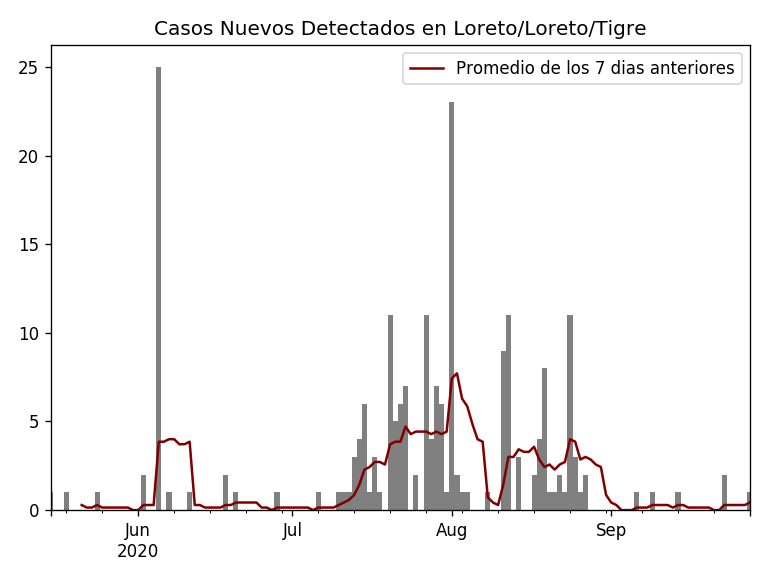 Casos Nuevos Detectados en Loreto/Loreto/Tigre
Promedio de los 7 dias anteriores
25
20
15
10
5
0
Jun
2020
Jul
Aug
Sep